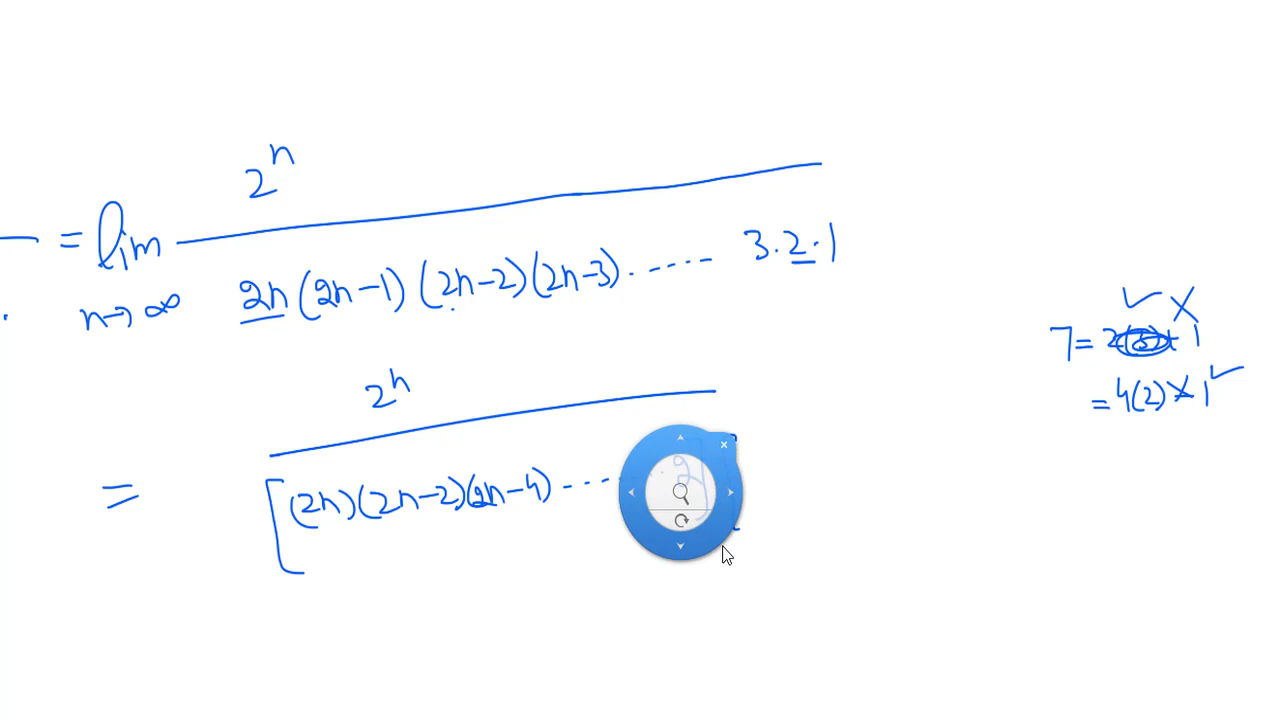 2^n
= lim
n→∞
2n (2n-1) (2n-2)(2n-3)....... 3.2.1
2^n
=
[(2n)(2n-2)(2n-4).....
✓ X
7=
1
= 4(2) 1 ✓